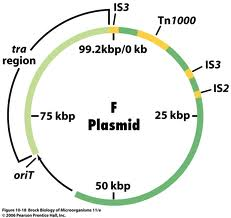 IS3
Tn1000
tra
region
99.2kbp/0 kb
IS3
IS2
F
Plasmid
75 kbp
25 kbp
oriT
50 kbp
Figure 10-18 Brock Biology of Microorganisms 11/e
© 2006 Pearson Prentice Hall, Inc.